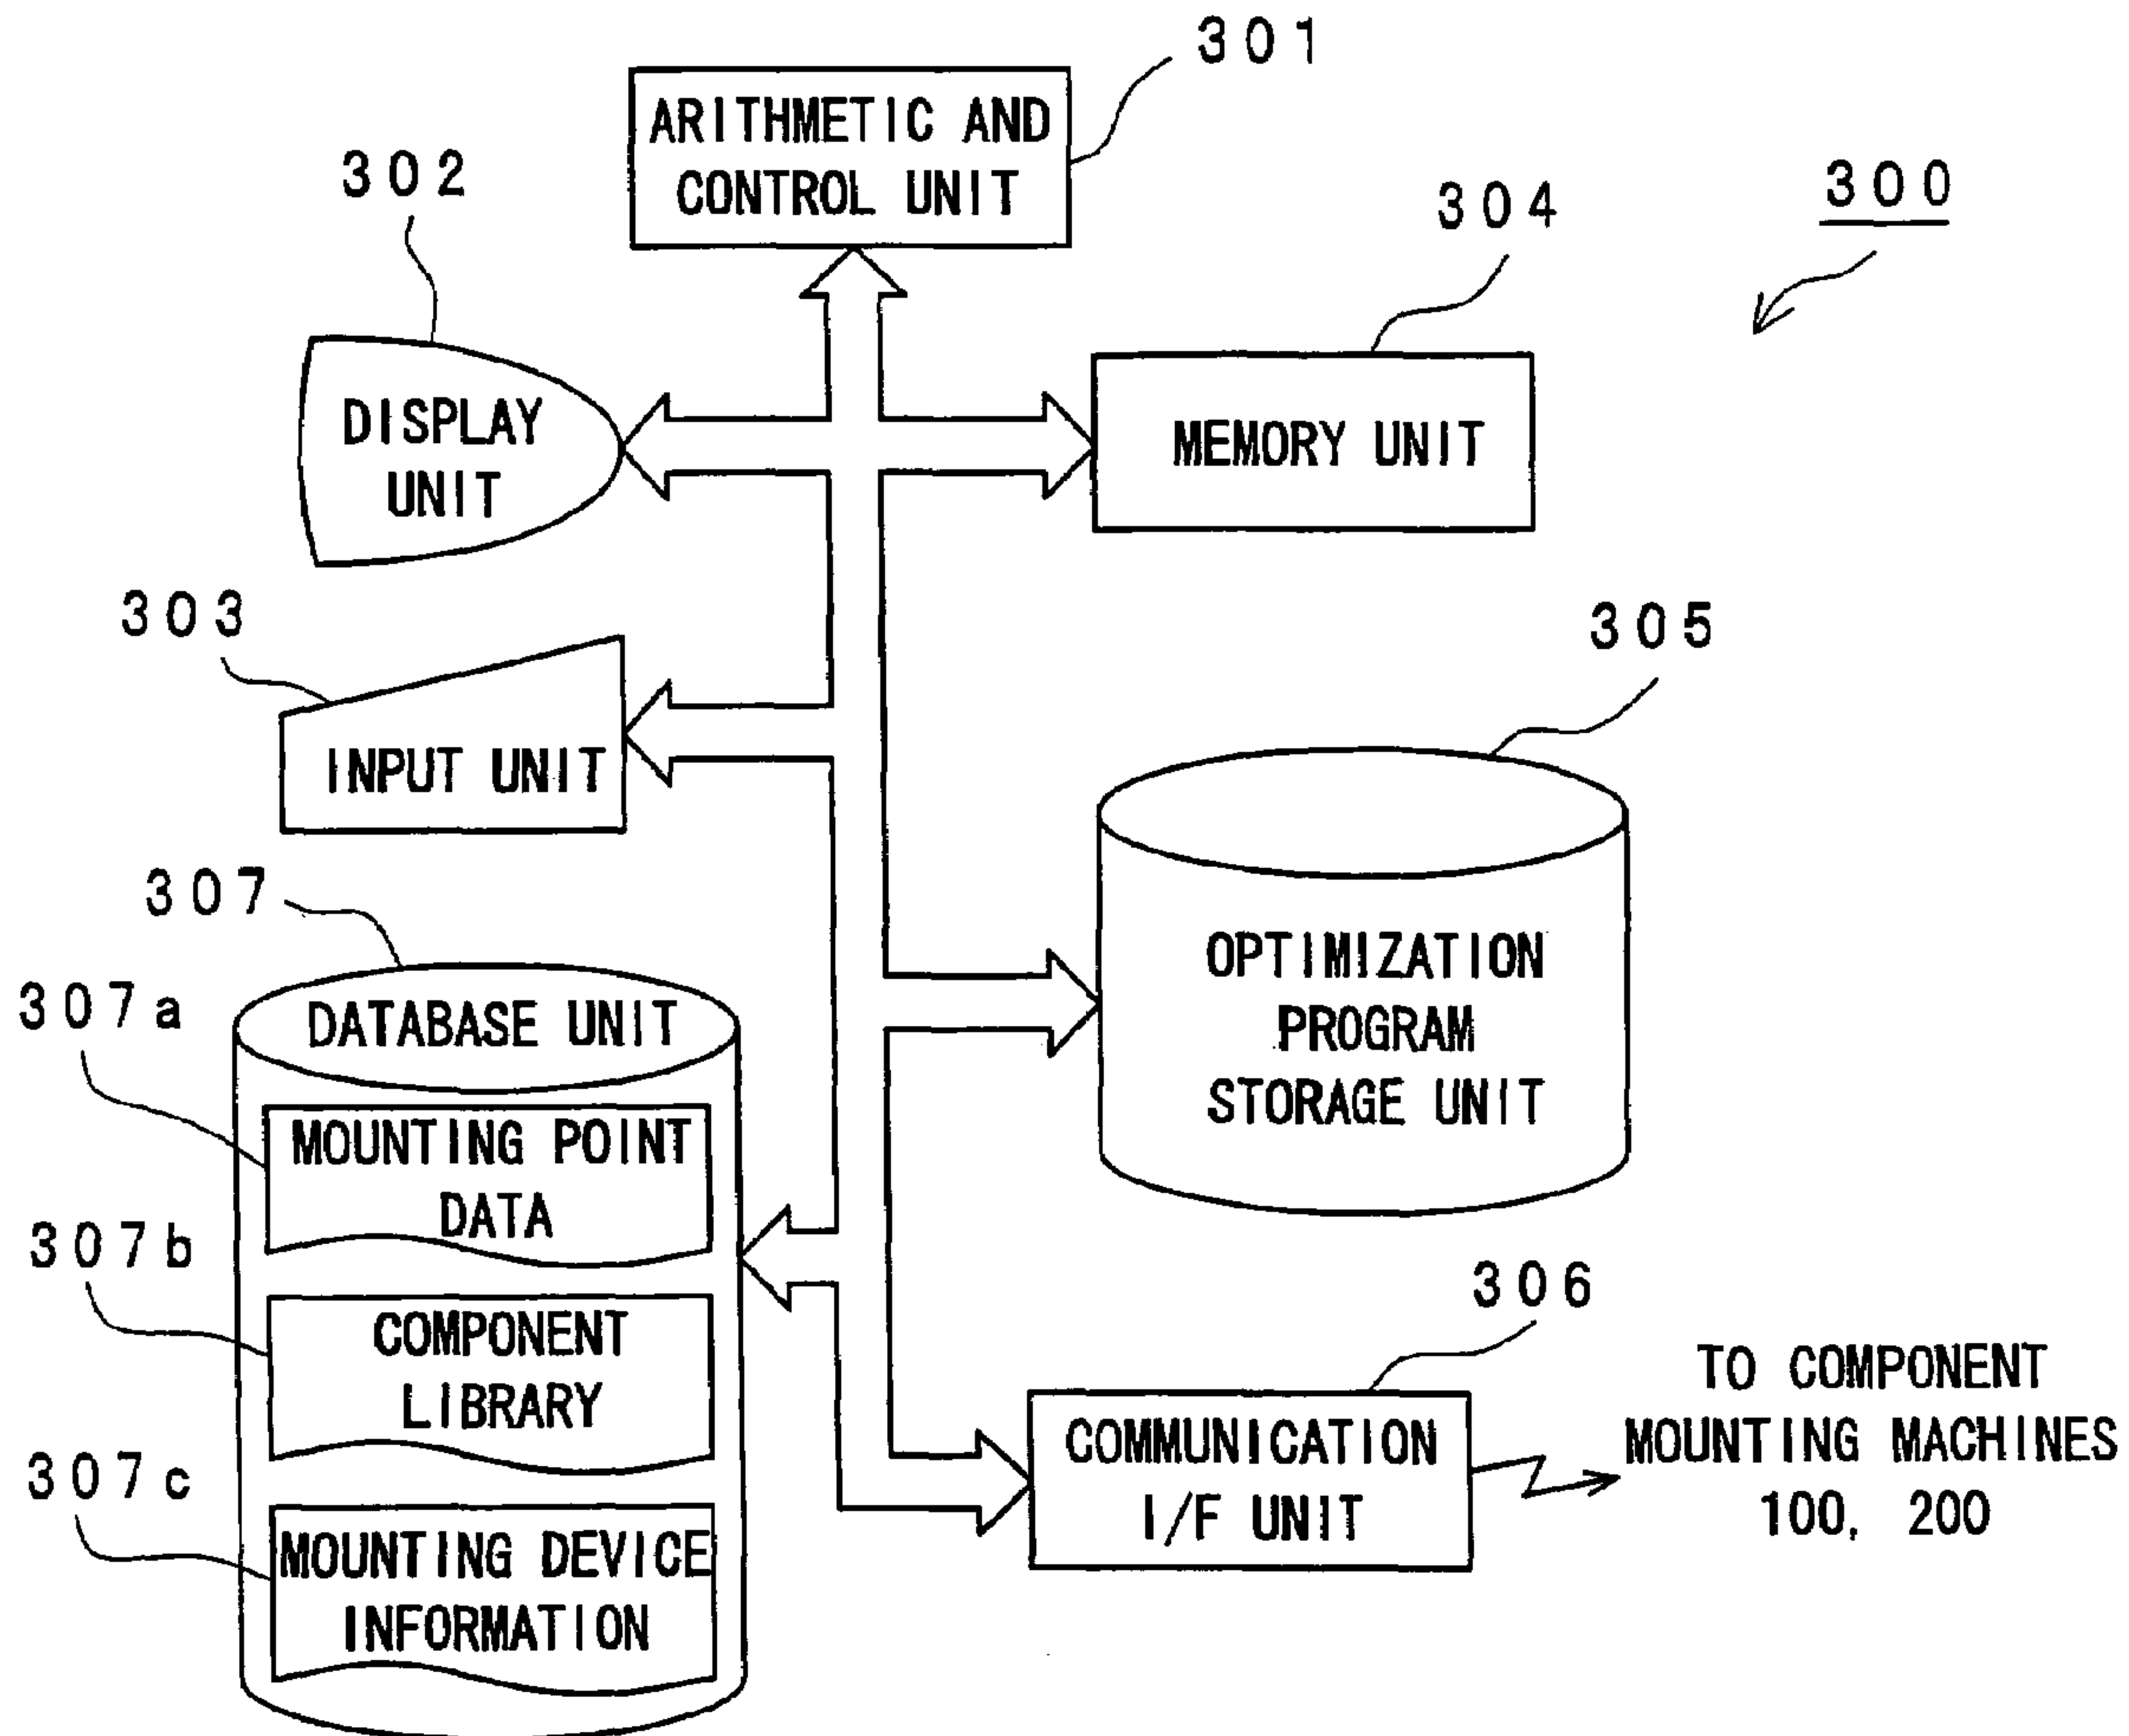 301
ARITHMETIC AND
CONTROL UNIT
302
304
300
DISPLAY
UNIT
MEMORY UNIT
303
INPUT UNIT
305
OPTIMIZATION
PROGRAM
STORAGE UNIT
307
DATABASE UNIT
307a
MOUNTING POINT
DATA
307b
COMPONENT
LIBRARY
307c
MOUNTING DEVICE
INFORMATION
306
COMMUNICATION
I/F UNIT
TO COMPONENT
MOUNTING MACHINES
100, 200